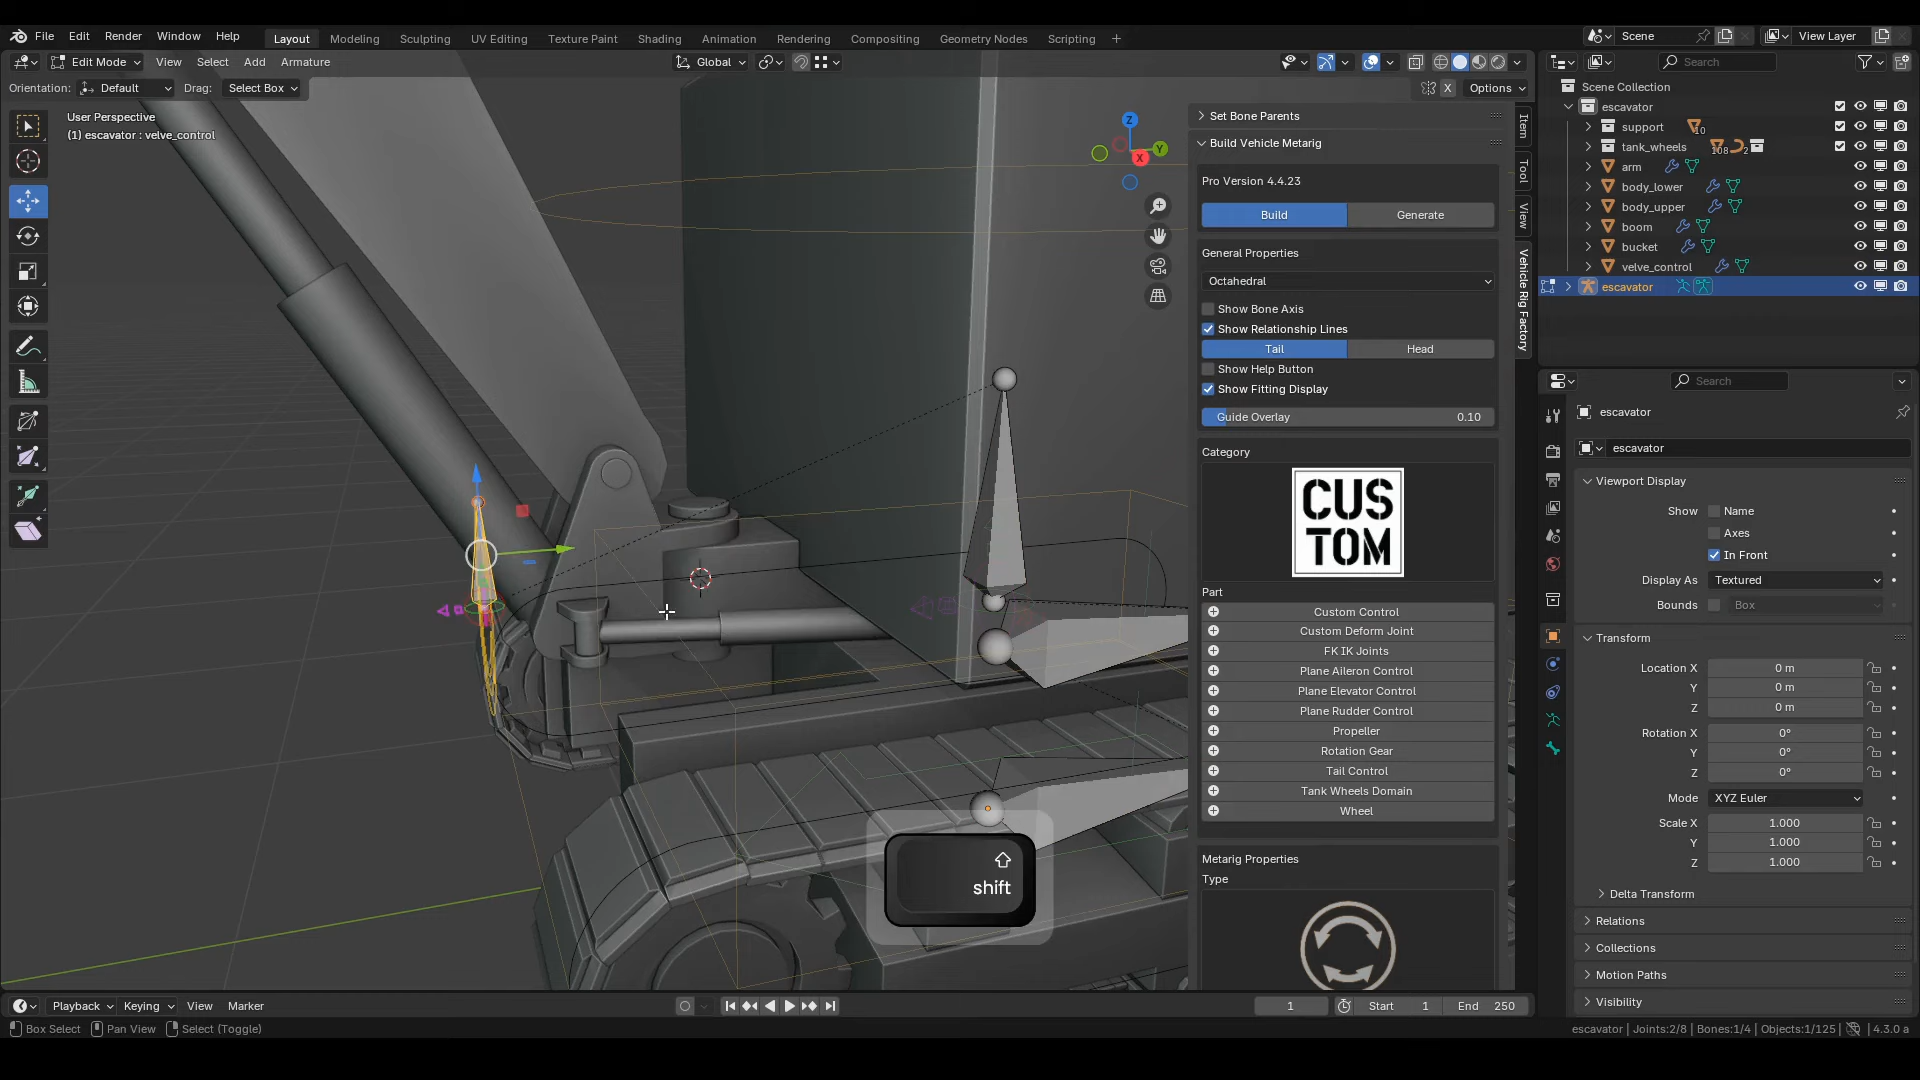 File Edit Render Window Help
Layout Modeling Sculpting UV Editing Texture Paint Shading Animation Rendering Compositing Geometry Nodes Scripting +
Scene
View Layer
Edit Mode View Select Add Armature
Global
Search
Orientation: Default Drag: Select Box
X Options
User Perspective
(1) escavator : velve_control
Z
Y
X
Item
Tool
View
Vehicle Rig Factory
Set Bone Parents
Build Vehicle Metarig
Pro Version 4.4.23
Build Generate
General Properties
Octahedral
Show Bone Axis
Show Relationship Lines
Tail Head
Show Help Button
Show Fitting Display
Guide Overlay 0.10
Category
CUS
TOM
Part
Custom Control
Custom Deform Joint
FK IK Joints
Plane Aileron Control
Plane Elevator Control
Plane Rudder Control
Propeller
Rotation Gear
Tail Control
Tank Wheels Domain
Wheel
Metarig Properties
Type
shift
Scene Collection
escavator
support 10
tank_wheels 108 2
arm
body_lower
body_upper
boom
bucket
velve_control
escavator
Search
escavator
escavator
Viewport Display
Show Name
Axes
In Front
Display As Textured
Bounds Box
Transform
Location X 0 m
Y 0 m
Z 0 m
Rotation X 0°
Y 0°
Z 0°
Mode XYZ Euler
Scale X 1.000
Y 1.000
Z 1.000
Delta Transform
Relations
Collections
Motion Paths
Visibility
Playback Keying View Marker
1 Start 1 End 250
Box Select Pan View Select (Toggle)
escavator | Joints:2/8 | Bones:1/4 | Objects:1/125 | 4.3.0 a